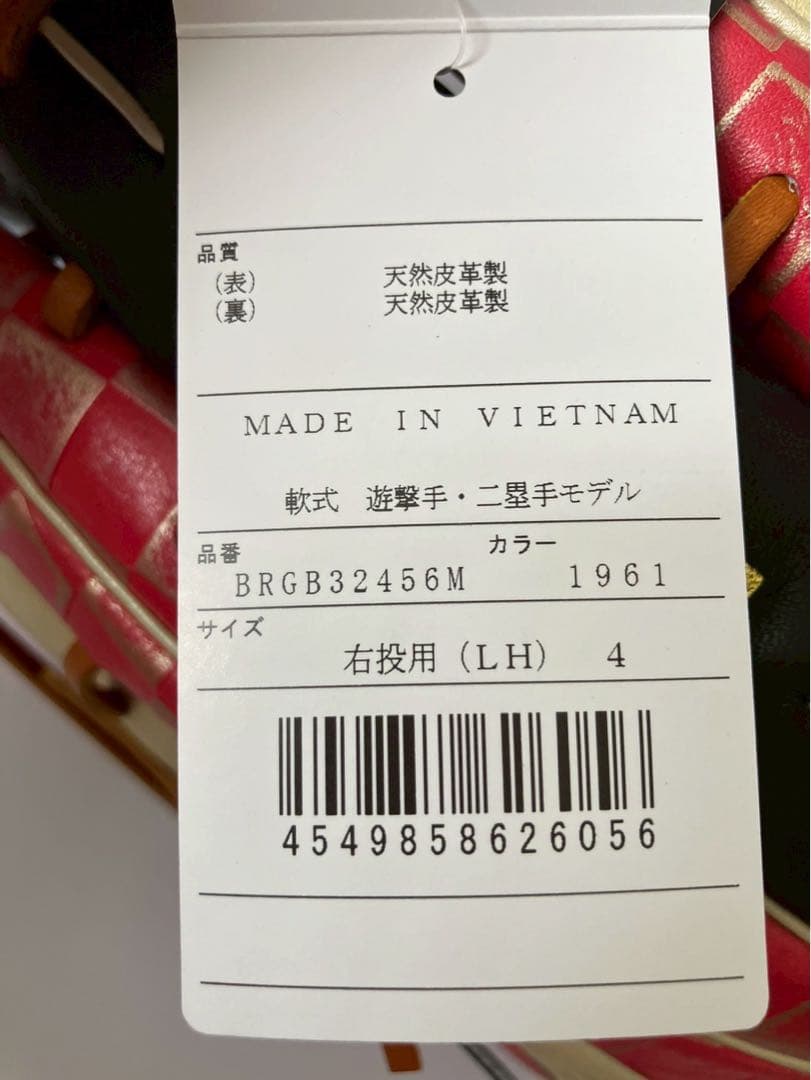 品質
(表) 天然皮革製
(裏) 天然皮革製
MADE IN VIETNAM
軟式 遊撃手・二塁手モデル
品番 カラー
BRGB32456M 1961
サイズ
右投用(LH) 4
4549858626056